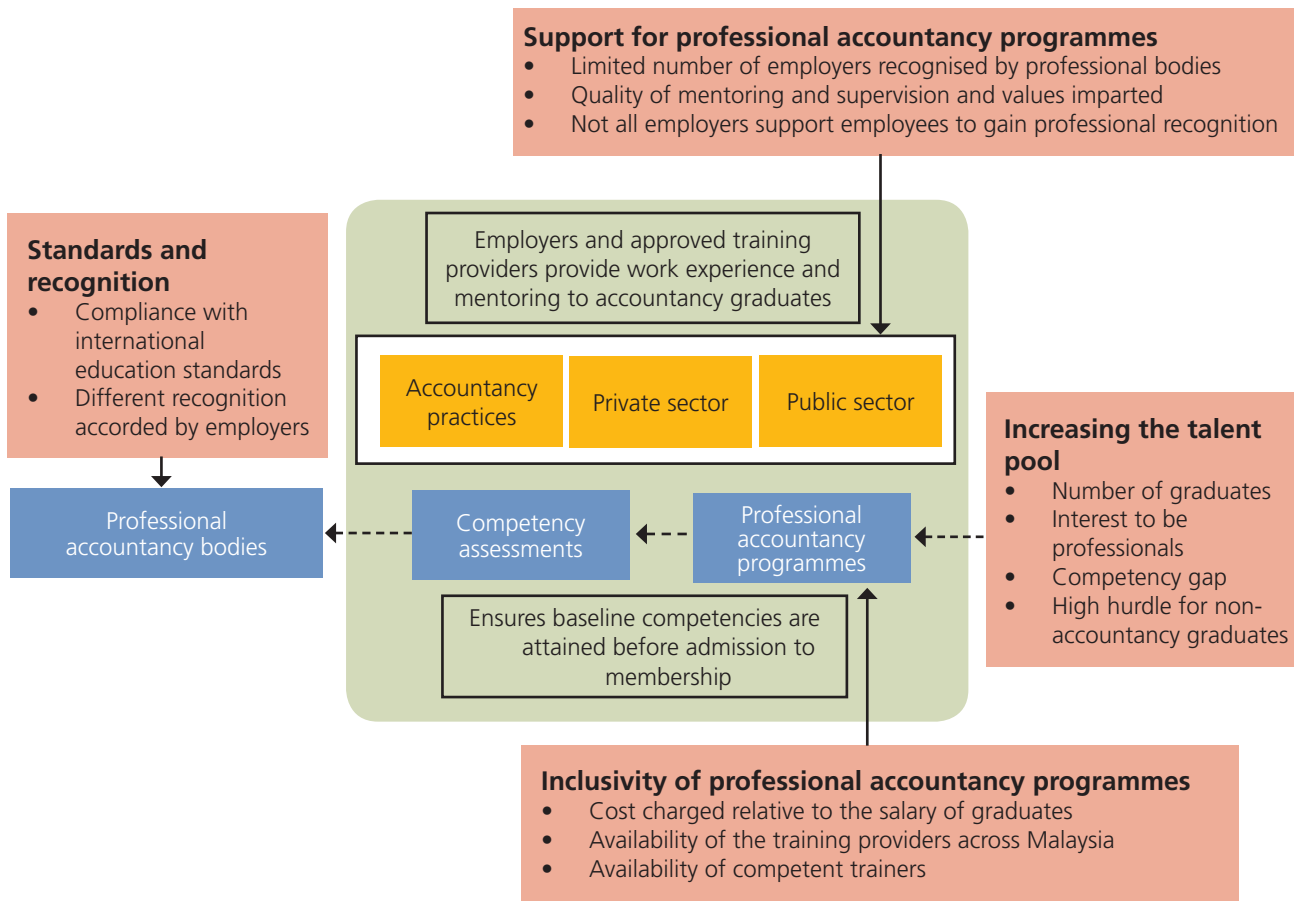 Support for professional accountancy programmes
• Limited number of employers recognised by professional bodies
• Quality of mentoring and supervision and values imparted
• Not all employers support employees to gain professional recognition
Standards and
recognition
• Compliance with
international
education standards
• Different recognition
accorded by employers
Employers and approved training
providers provide work experience and
mentoring to accountancy graduates
Accountancy
practices
Private sector
Public sector
Increasing the talent
pool
• Number of graduates
• Interest to be
professionals
• Competency gap
• High hurdle for non-
accountancy graduates
Professional
accountancy bodies
Competency
assessments
Professional
accountancy
programmes
Ensures baseline competencies are
attained before admission to
membership
Inclusivity of professional accountancy programmes
• Cost charged relative to the salary of graduates
• Availability of the training providers across Malaysia
• Availability of competent trainers